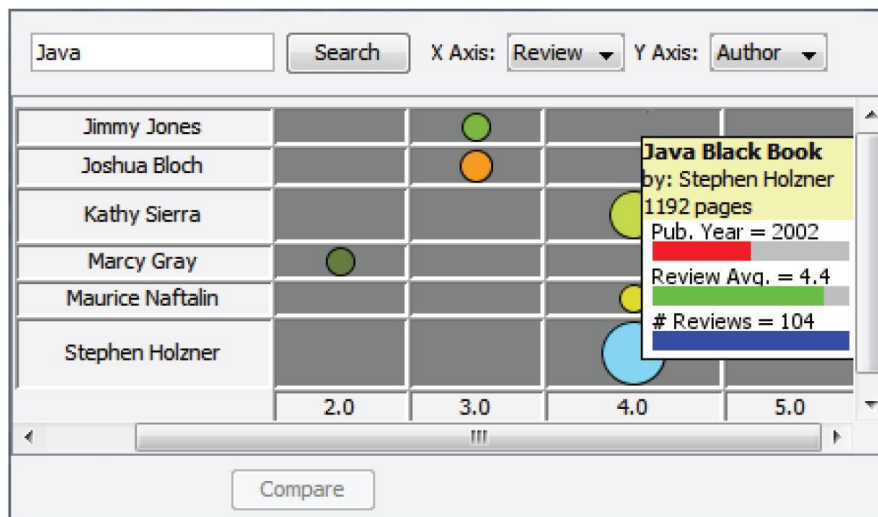 Java Search X Axis: Review Y Axis: Author
Jimmy Jones
Joshua Bloch
Kathy Sierra
Marcy Gray
Maurice Naftalin
Stephen Holzner
Java Black Book
by: Stephen Holzner
1192 pages
Pub. Year = 2002
Review Avg. = 4.4
# Reviews = 104
2.0 3.0 4.0 5.0
Compare